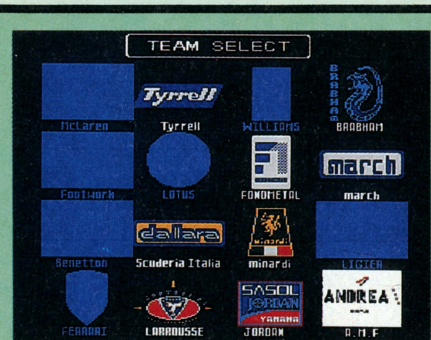 TEAM SELECT
Tyrrell
BRABHAM
McLaren
Tyrrell
WILLIAMS
BRABHAM
march
Footwork
LOTUS
FONDMETAL
march
dallara
minardi
Benetton
Scuderia Italia
minardi
LIGIER
SASOL
JORDAN
YAMAHA
ANDREA
FERRARI
LARROUSSE
JORDAN
A.M.F